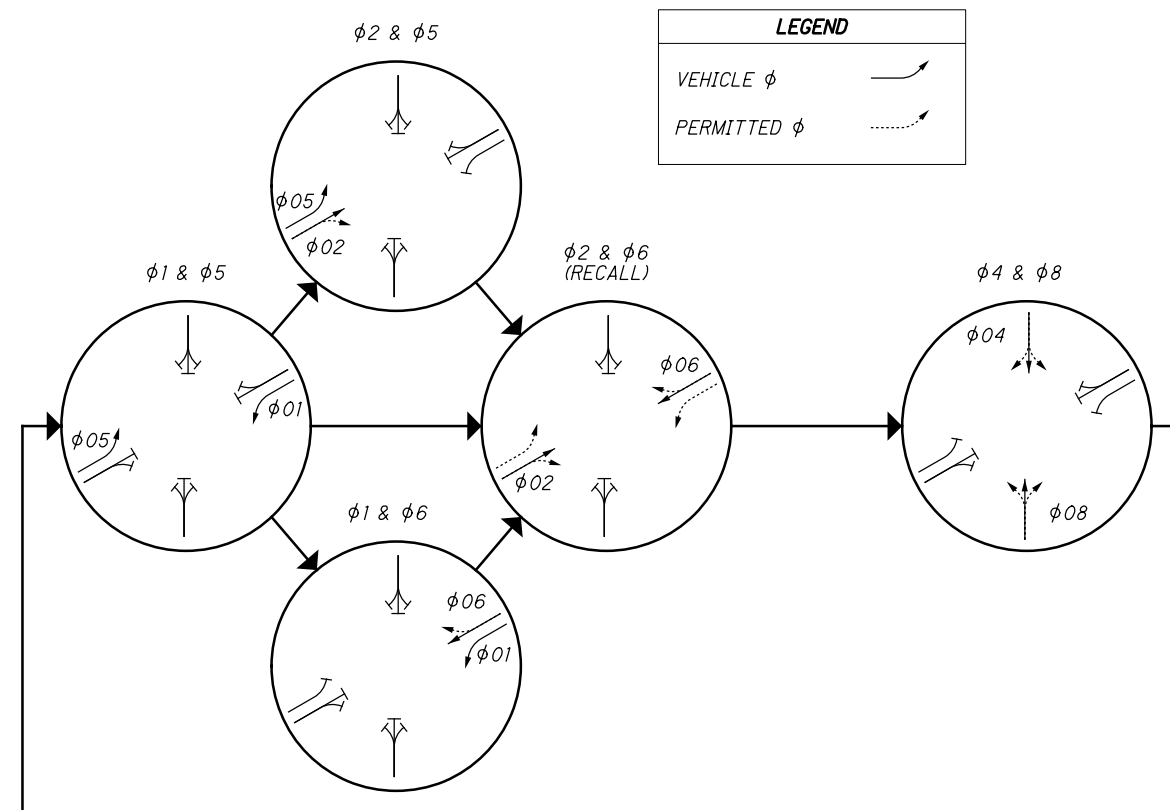 LEGEND
VEHICLE ϕ
PERMITTED ϕ
ϕ2 & ϕ5
ϕ05
ϕ02
ϕ1 & ϕ5
ϕ01
ϕ05
ϕ2 & ϕ6
(RECALL)
ϕ06
ϕ02
ϕ4 & ϕ8
ϕ04
ϕ08
ϕ1 & ϕ6
ϕ06
ϕ01